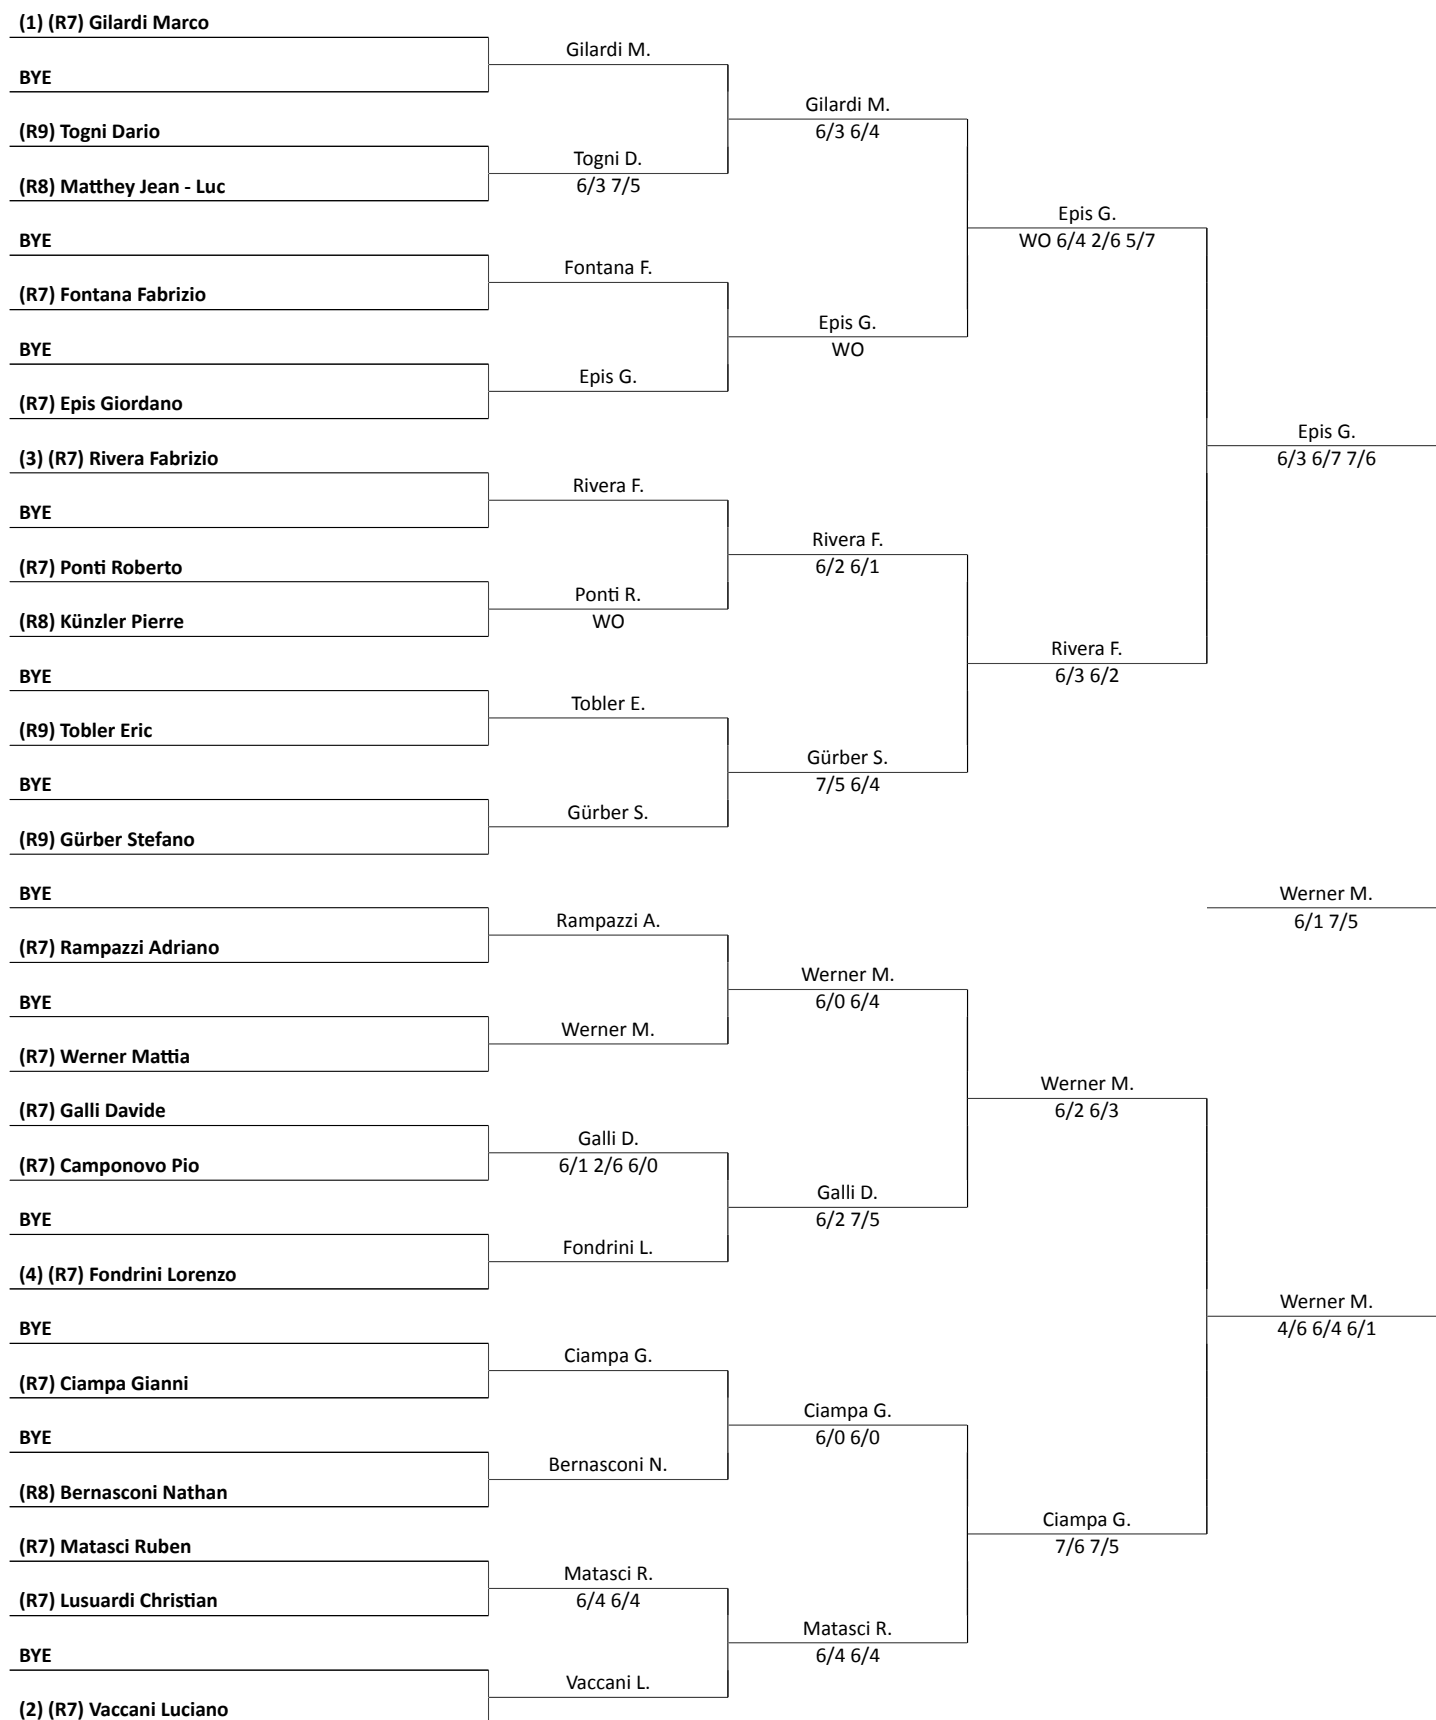 (1) (R7) Gilardi Marco
Gilardi M.
BYE
Gilardi M.
6/3 6/4
(R9) Togni Dario
Togni D.
6/3 7/5
(R8) Matthey Jean - Luc
Epis G.
WO 6/4 2/6 5/7
BYE
Fontana F.
(R7) Fontana Fabrizio
Epis G.
WO
BYE
Epis G.
(R7) Epis Giordano
Epis G.
6/3 6/7 7/6
(3) (R7) Rivera Fabrizio
Rivera F.
BYE
Rivera F.
6/2 6/1
(R7) Ponti Roberto
Ponti R.
WO
(R8) Künzler Pierre
Rivera F.
6/3 6/2
BYE
Tobler E.
(R9) Tobler Eric
Gürber S.
7/5 6/4
BYE
Gürber S.
(R9) Gürber Stefano
BYE
Werner M.
6/1 7/5
Rampazzi A.
(R7) Rampazzi Adriano
Werner M.
6/0 6/4
BYE
Werner M.
(R7) Werner Mattia
Werner M.
6/2 6/3
(R7) Galli Davide
Galli D.
6/1 2/6 6/0
(R7) Camponovo Pio
Galli D.
6/2 7/5
BYE
Fondrini L.
(4) (R7) Fondrini Lorenzo
Werner M.
4/6 6/4 6/1
BYE
Ciampa G.
(R7) Ciampa Gianni
Ciampa G.
6/0 6/0
BYE
Bernasconi N.
(R8) Bernasconi Nathan
Ciampa G.
7/6 7/5
(R7) Matasci Ruben
Matasci R.
6/4 6/4
(R7) Lusuardi Christian
Matasci R.
6/4 6/4
BYE
Vaccani L.
(2) (R7) Vaccani Luciano